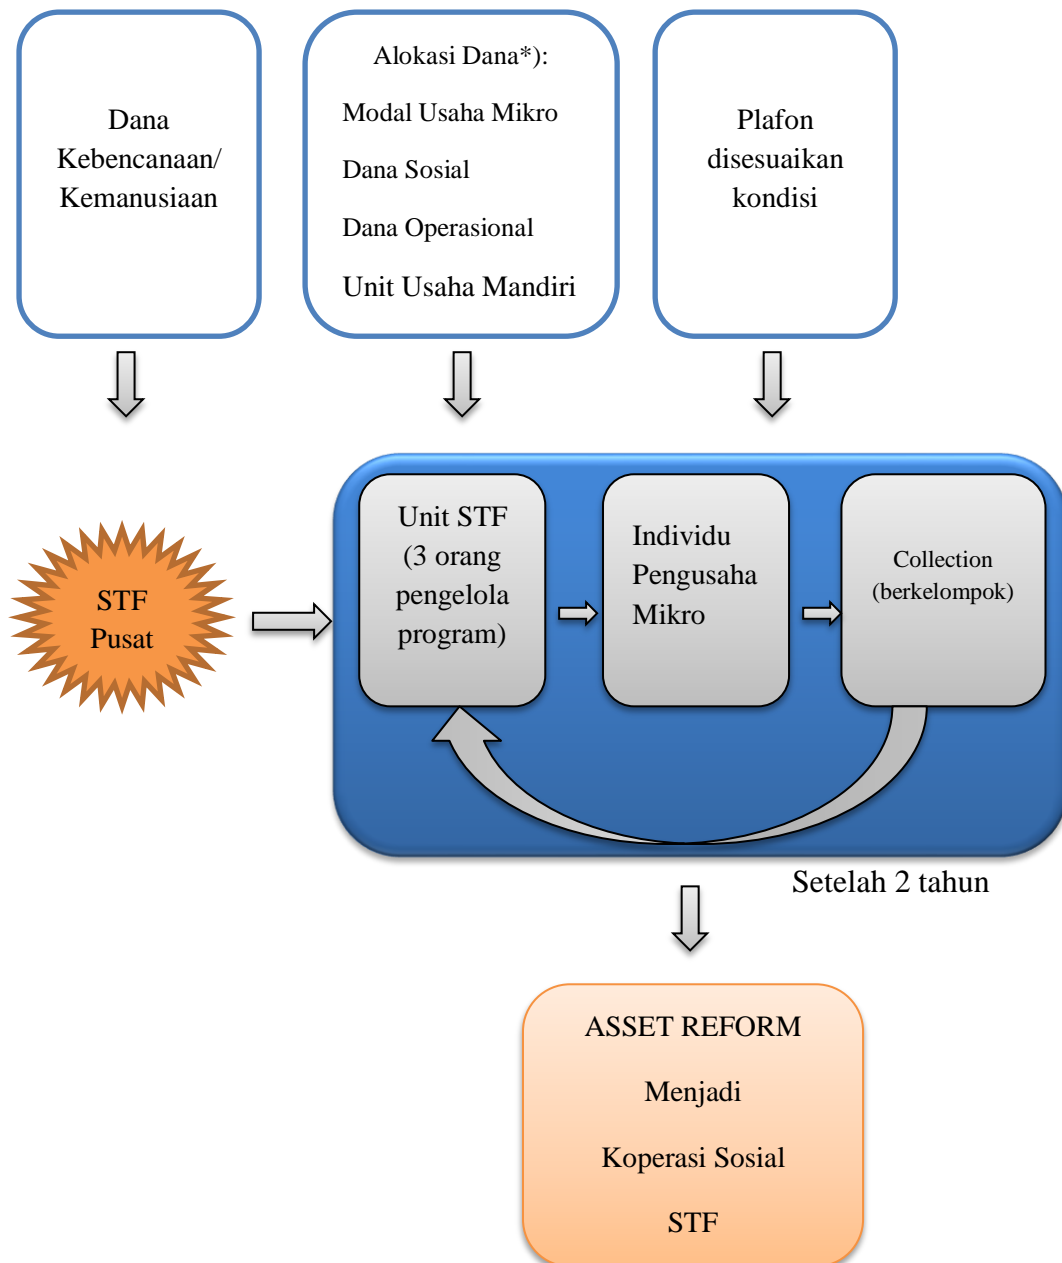 Dana
Kebencanaan/
Kemanusiaan
Alokasi Dana*):
Modal Usaha Mikro
Dana Sosial
Dana Operasional
Unit Usaha Mandiri
Plafon
disesuaikan
kondisi
STF
Pusat
Unit STF
(3 orang
pengelola
program)
Individu
Pengusaha
Mikro
Collection
(berkelompok)
Setelah 2 tahun
ASSET REFORM
Menjadi
Koperasi Sosial
STF